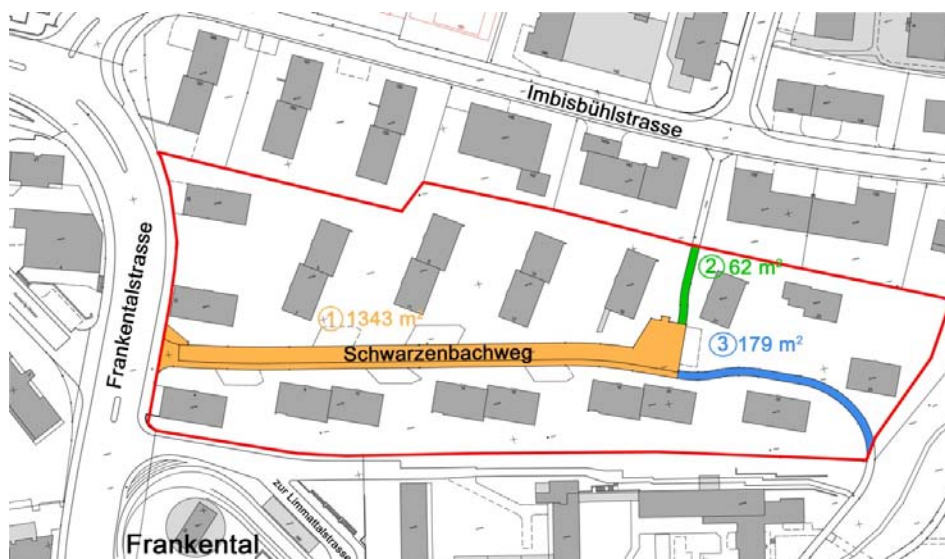 Imbisbühlstrasse
② 62 m²
① 1343 m²
③ 179 m²
Schwarzenbachweg
Frankentalstrasse
zur Limmattalstrasse
Frankental